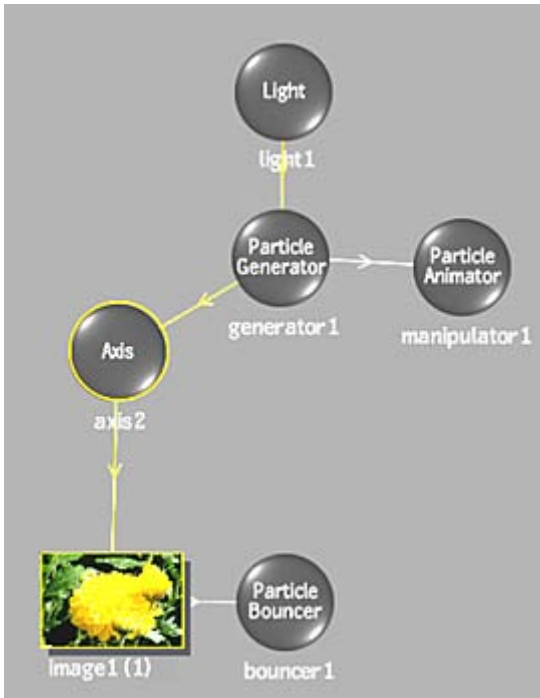 Light
light1
Particle
Generator
generator1
Particle
Animator
manipulator1
Axis
axis2
Image1 (1)
Particle
Bouncer
bouncer1